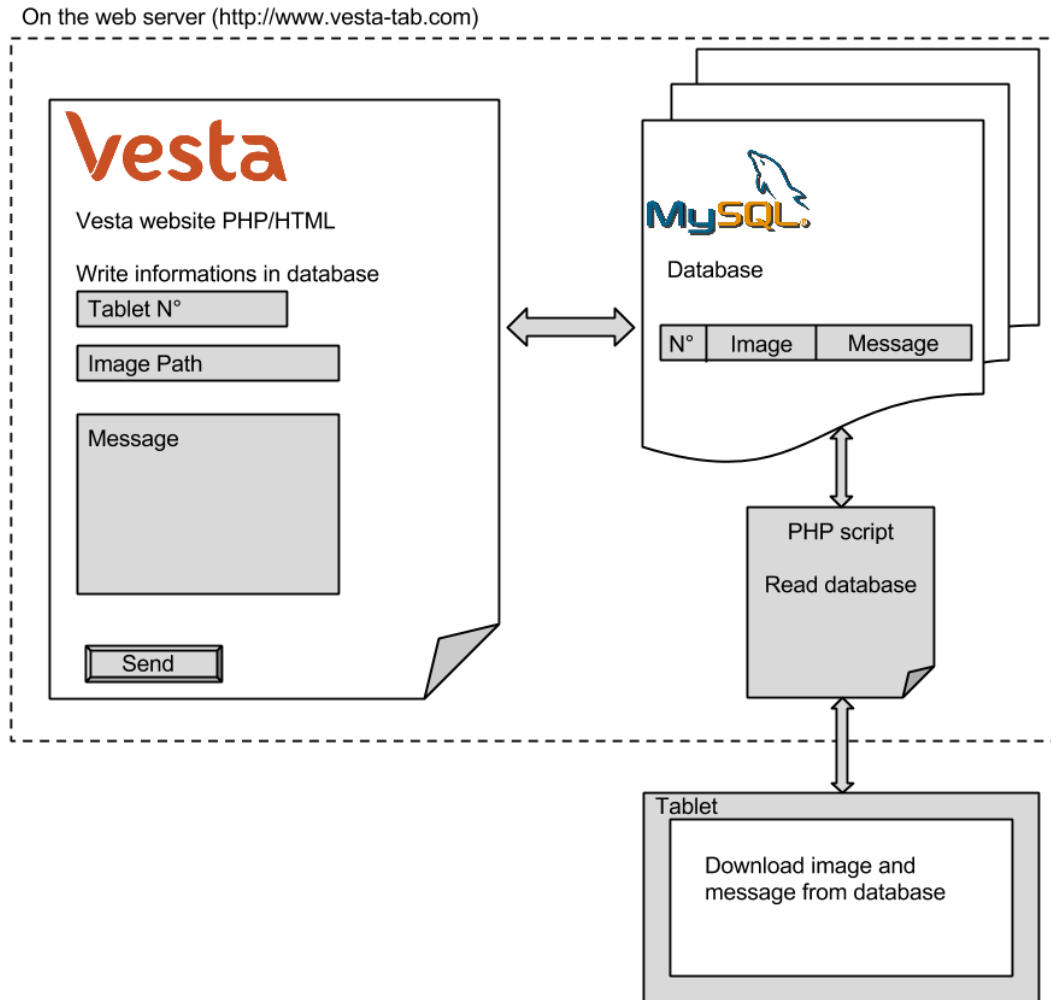 On the web server (http://www.vesta-tab.com)
Vesta
Vesta website PHP/HTML
Write informations in database
Tablet N°
Image Path
Message
Send
MySQL.
Database
N° Image Message
PHP script
Read database
Tablet
Download image and
message from database